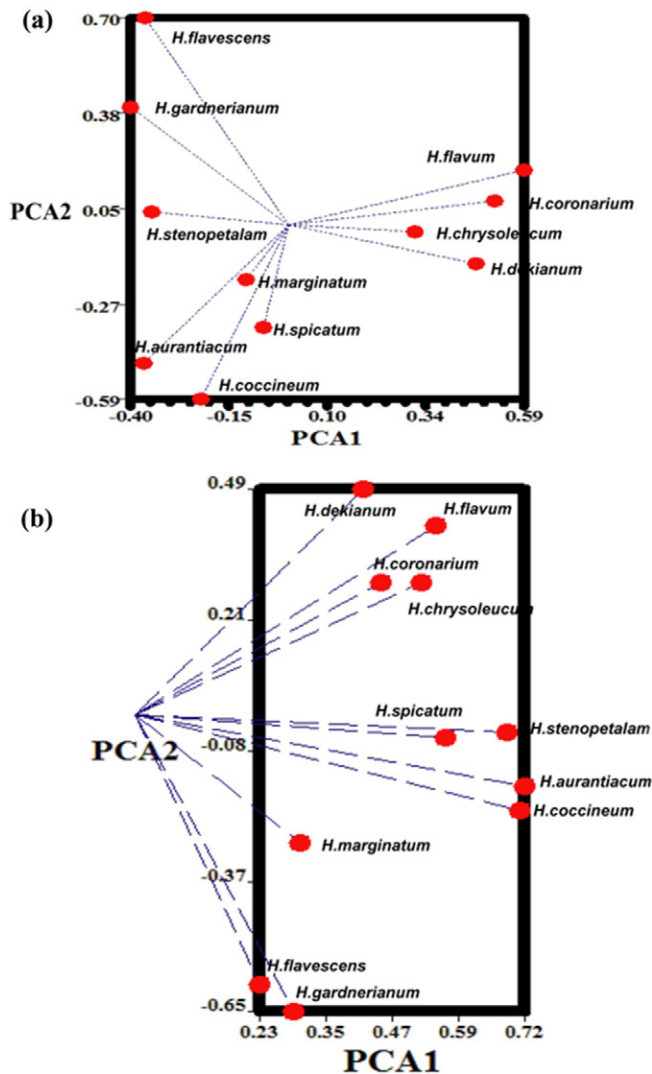 (a)
0.70
H.flavescens
0.38
H.gardnerianum
H.flavum
PCA2
0.05
H.coronarium
H.stenopetalam
H.chrysoleucum
H.dekianum
H.marginatum
-0.27
H.spicatum
H.aurantiacum
H.coccineum
-0.59
-0.40 -0.15 0.10 0.34 0.59
PCA1
(b)
0.49
H.dekianum
H.flavum
H.coronarium
0.21
H.chrysoleucum
H.spicatum
H.stenopetalam
PCA2
-0.08
H.aurantiacum
H.coccineum
H.marginatum
-0.37
H.flavescens
H.gardnerianum
-0.65
0.23 0.35 0.47 0.59 0.72
PCA1